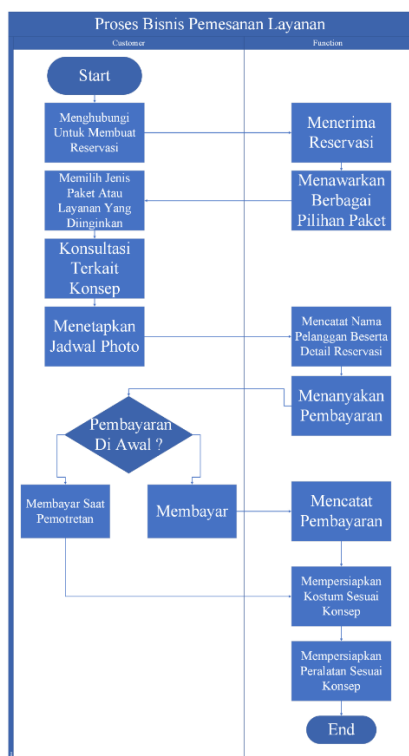 Proses Bisnis Pemesanan Layanan
Customer
Function
Start
Menghubungi
Untuk Membuat
Reservasi
Menerima
Reservasi
Memilih Jenis
Paket Atau
Layanan Yang
Diinginkan
Menawarkan
Berbagai
Pilihan Paket
Konsultasi
Terkait
Konsep
Menetapkan
Jadwal Photo
Mencatat Nama
Pelanggan Beserta
Detail Reservasi
Menanyakan
Pembayaran
Pembayaran
Di Awal ?
Membayar Saat
Pemotretan
Membayar
Mencatat
Pembayaran
Mempersiapkan
Kostum Sesuai
Konsep
Mempersiapkan
Peralatan Sesuai
Konsep
End